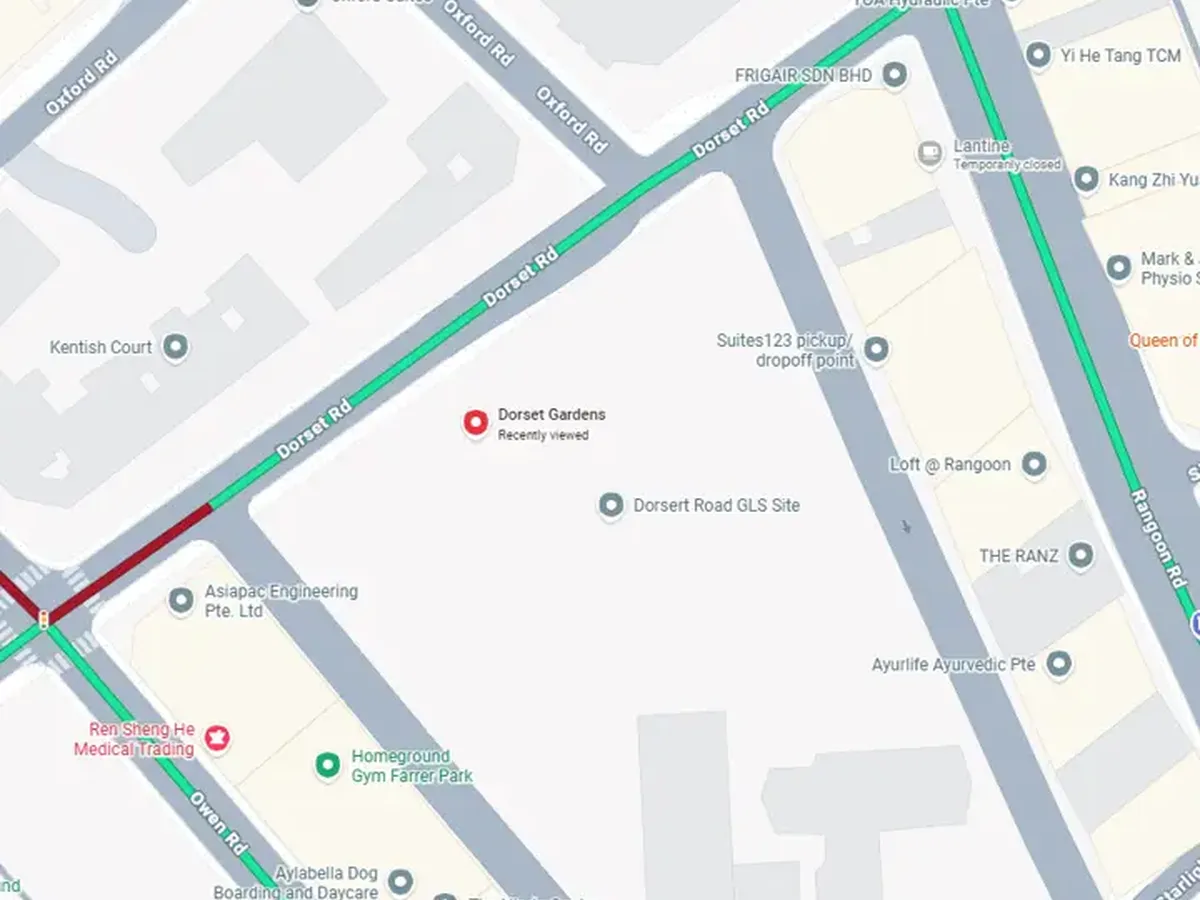 Oxford Rd
TOA Hydraulic Pte
Oxford Rd
Yi He Tang TCM
FRIGAIR SDN BHD
Oxford Rd
Dorset Rd
Lantine
Temporarily closed
Kang Zhi Yu
Mark &
Physio S
Dorset Rd
Kentish Court
Suites123 pickup/
dropoff point
Queen of
Dorset Rd
Dorset Gardens
Recently viewed
Loft @ Rangoon
Dorsert Road GLS Site
Rangoon Rd
THE RANZ
Asiapac Engineering
Pte. Ltd
Ayurlife Ayurvedic Pte
Ren Sheng He
Medical Trading
Homeground
Gym Farrer Park
Owen Rd
Aylabella Dog
Boarding and Daycare